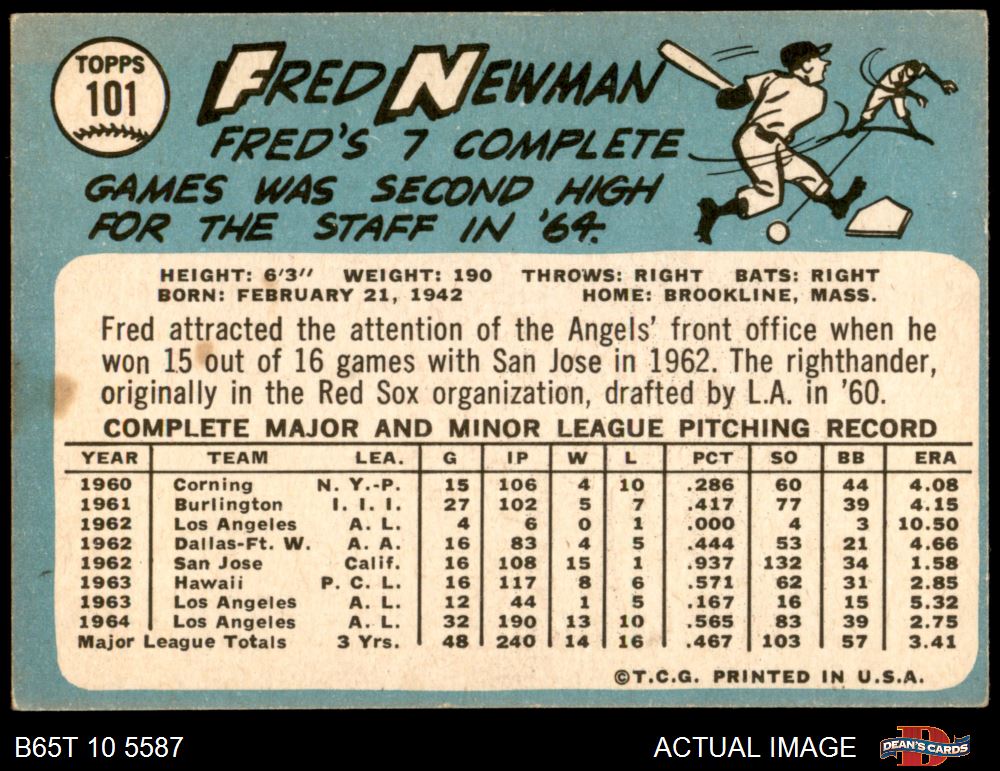 TOPPS
101
FRED NEWMAN
FRED'S 7 COMPLETE
GAMES WAS SECOND HIGH
FOR THE STAFF IN '64.
HEIGHT: 6'3" WEIGHT: 190 THROWS: RIGHT BATS: RIGHT
BORN: FEBRUARY 21, 1942 HOME: BROOKLINE, MASS.
Fred attracted the attention of the Angels' front office when he
won 15 out of 16 games with San Jose in 1962. The righthander,
originally in the Red Sox organization, drafted by L.A. in '60.
COMPLETE MAJOR AND MINOR LEAGUE PITCHING RECORD
YEAR TEAM LEA. G IP W L PCT SO BB ERA
1960 Corning N. Y.-P. 15 106 4 10 .286 60 44 4.08
1961 Burlington I. I. I. 27 102 5 7 .417 77 39 4.15
1962 Los Angeles A. L. 4 6 0 1 .000 4 3 10.50
1962 Dallas-Ft. W. A. A. 16 83 4 5 .444 53 21 4.66
1962 San Jose Calif. 16 108 15 1 .937 132 34 1.58
1963 Hawaii P. C. L. 16 117 8 6 .571 62 31 2.85
1963 Los Angeles A. L. 12 44 1 5 .167 16 15 5.32
1964 Los Angeles A. L. 32 190 13 10 .565 83 39 2.75
Major League Totals 3 Yrs. 48 240 14 16 .467 103 57 3.41
©T.C.G. PRINTED IN U.S.A.
B65T 10 5587 ACTUAL IMAGE DEAN'S CARDS